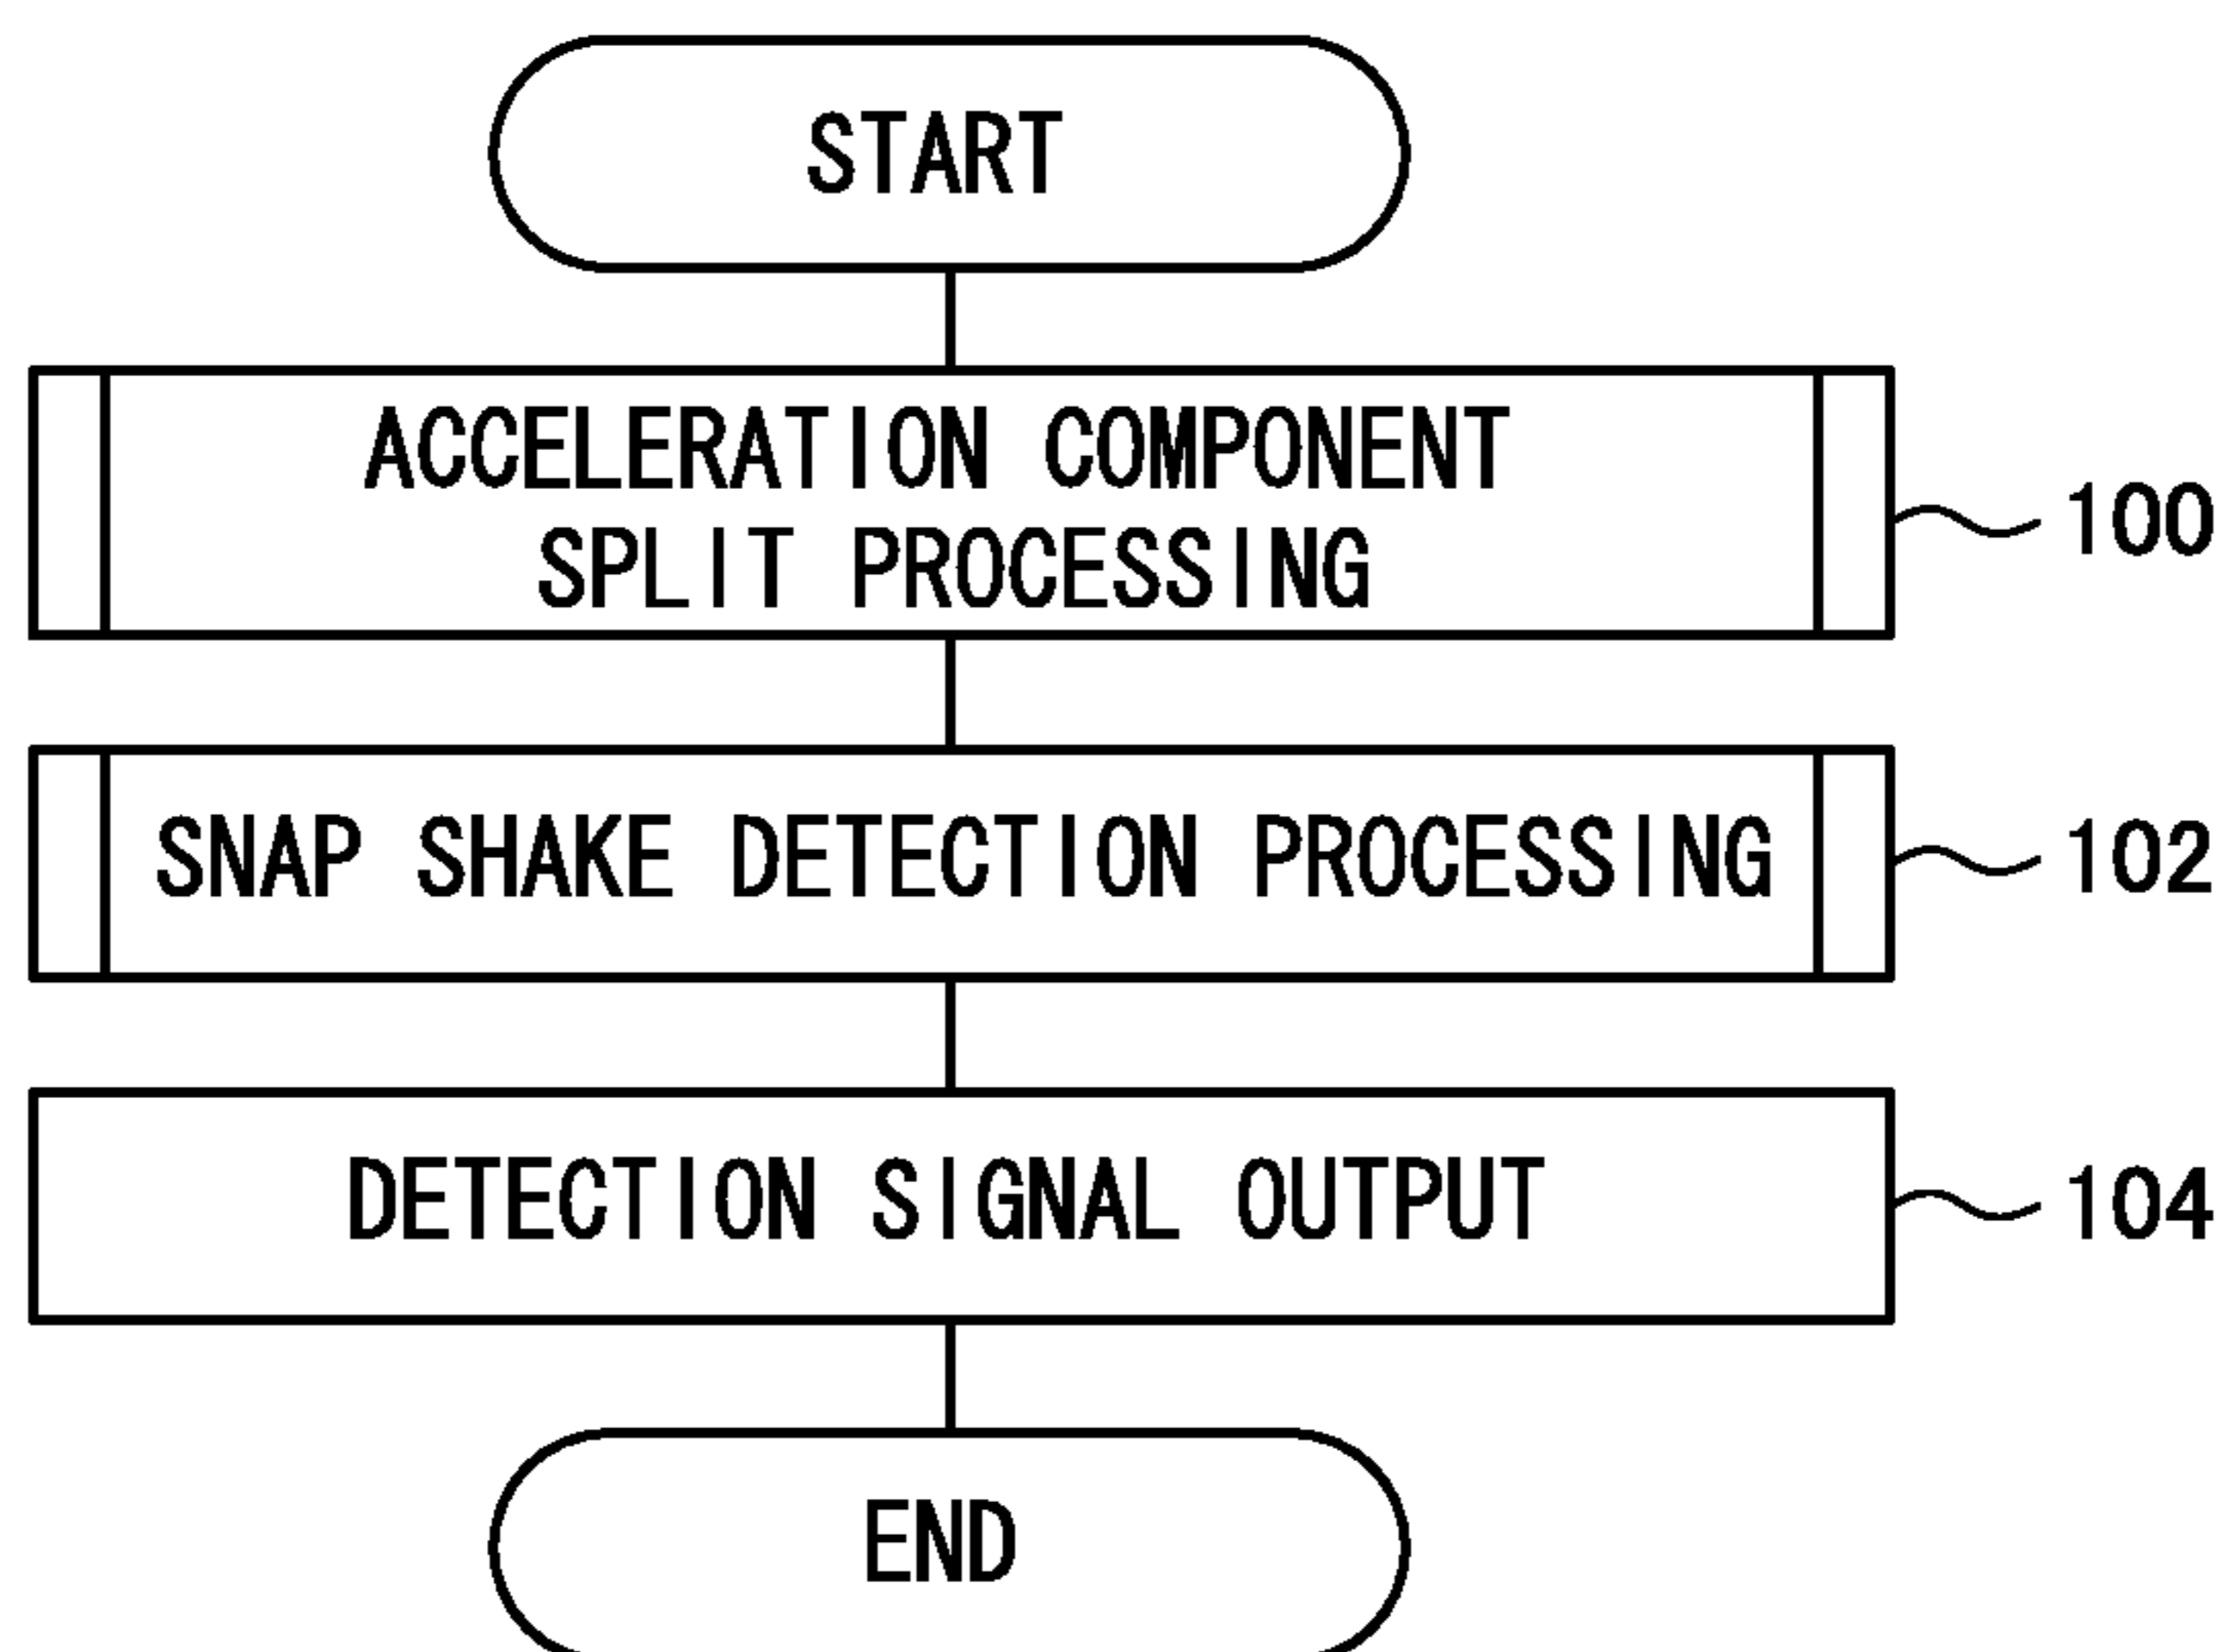 START
ACCELERATION COMPONENT
SPLIT PROCESSING
100
SNAP SHAKE DETECTION PROCESSING
102
DETECTION SIGNAL OUTPUT
104
END